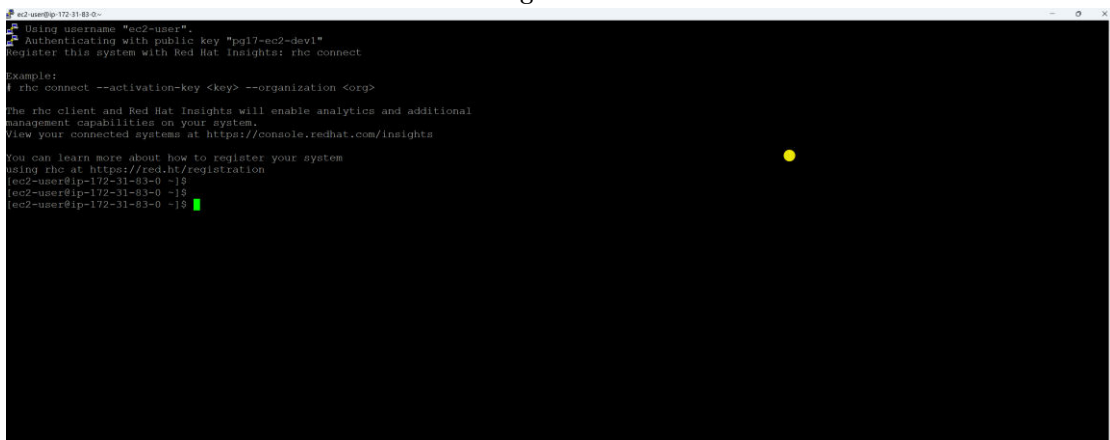 ec2-user@ip-172-31-83-0:~
Using username "ec2-user".
Authenticating with public key "pg17-ec2-dev1"
Register this system with Red Hat Insights: rhc connect
Example:
# rhc connect --activation-key <key> --organization <org>
The rhc client and Red Hat Insights will enable analytics and additional
management capabilities on your system.
View your connected systems at https://console.redhat.com/insights
You can learn more about how to register your system
using rhc at https://red.ht/registration
[ec2-user@ip-172-31-83-0 ~]$
[ec2-user@ip-172-31-83-0 ~]$
[ec2-user@ip-172-31-83-0 ~]$